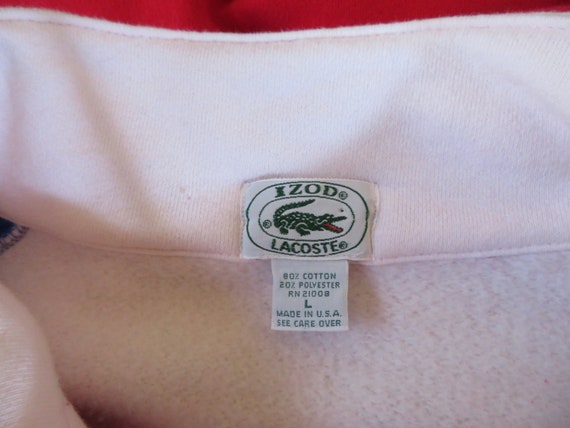 IZOD®
LACOSTE®
80% COTTON
20% POLYESTER
RN 21008
L
MADE IN U.S.A.
SEE CARE OVER